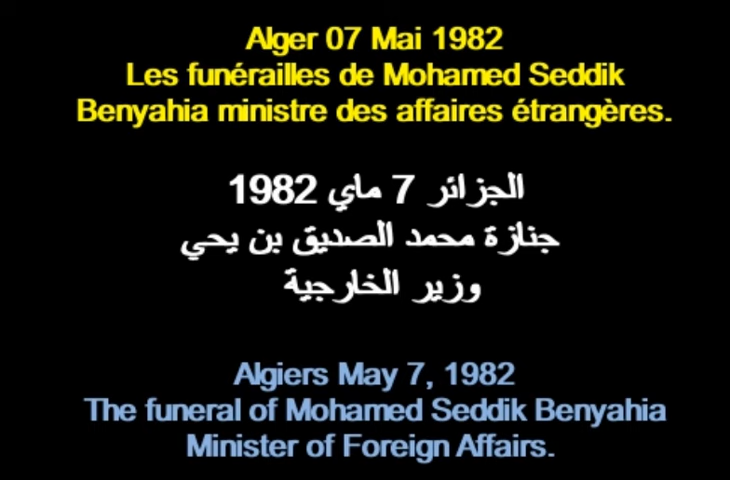 Alger 07 Mai 1982
Les funérailles de Mohamed Seddik
Benyahia ministre des affaires étrangères.
الجزائر 7 ماي 1982
جنازة محمد الصديق بن يحي
وزير الخارجية
Algiers May 7, 1982
The funeral of Mohamed Seddik Benyahia
Minister of Foreign Affairs.